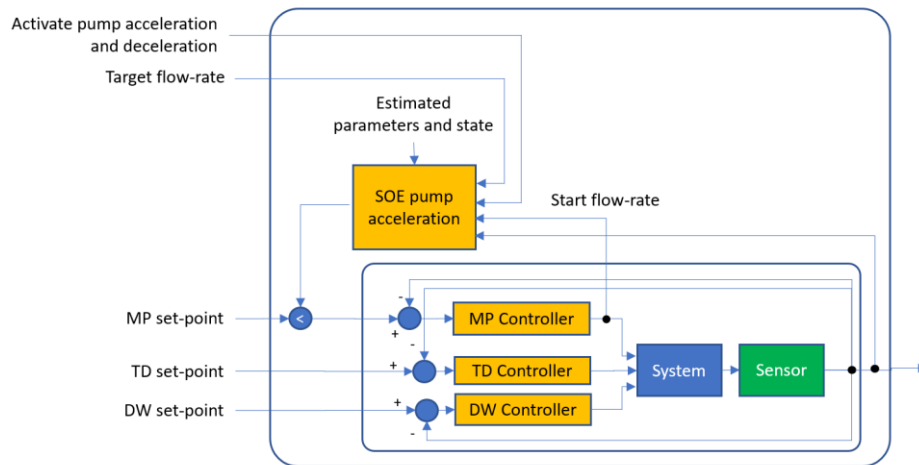 Activate pump acceleration
and deceleration
Target flow-rate
Estimated
parameters and state
SOE pump
acceleration
Start flow-rate
MP set-point
<
-
+
MP Controller
-
TD set-point
+
TD Controller
System
Sensor
DW set-point
+
DW Controller
-